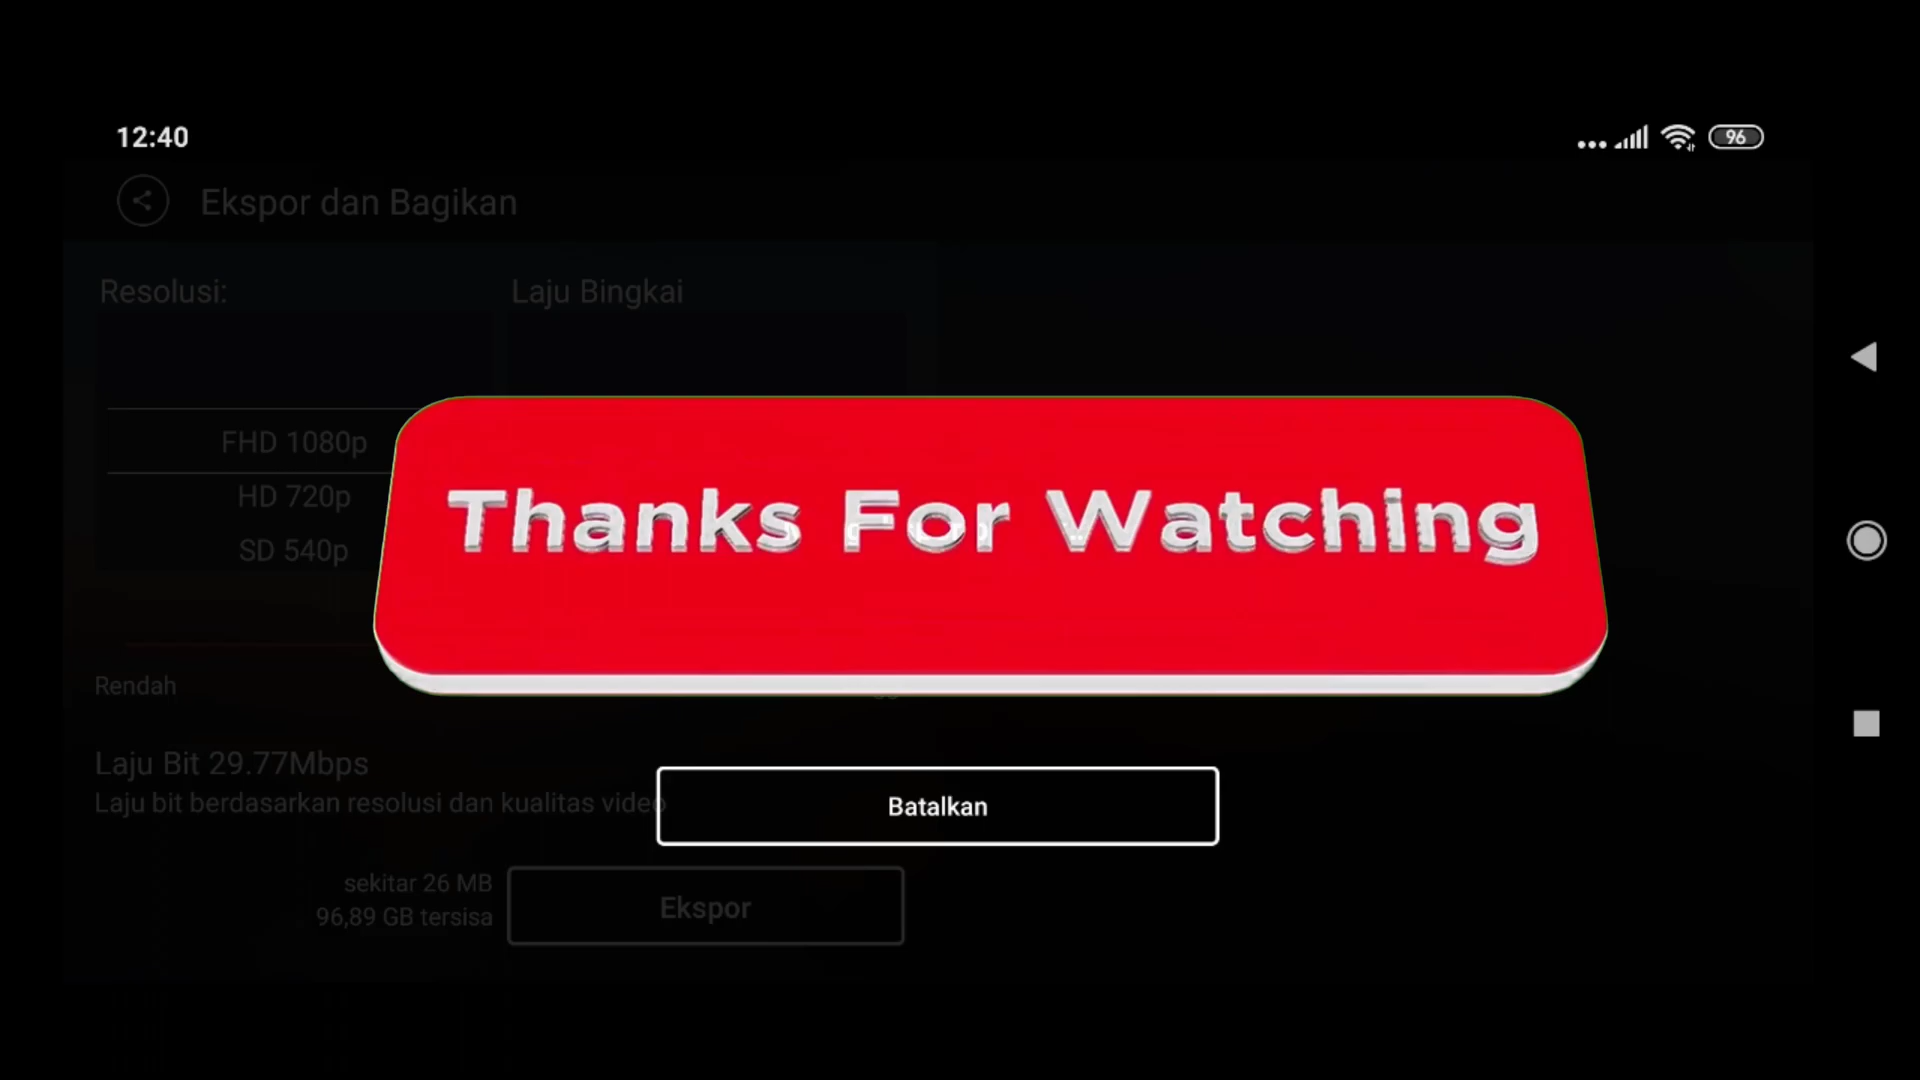 12:40
96
Ekspor dan Bagikan
Resolusi:
Laju Bingkai
FHD 1080p
HD 720p
SD 540p
Thanks For Watching
Rendah
Laju Bit 29.77Mbps
Laju bit berdasarkan resolusi dan kualitas video
Batalkan
sekitar 26 MB
96,89 GB tersisa
Ekspor